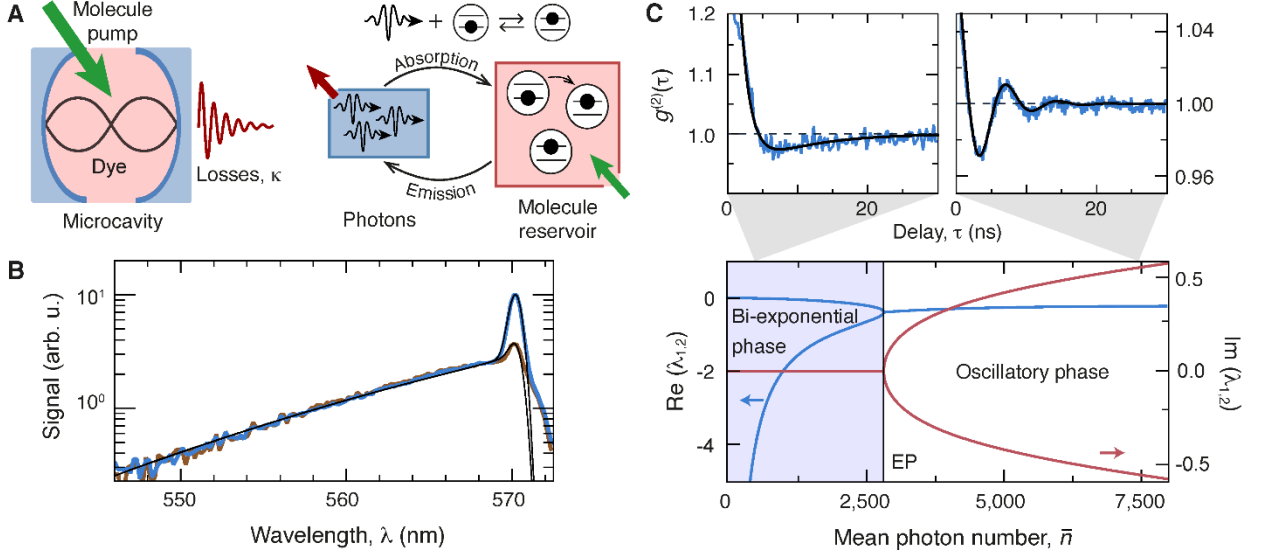 A
Molecule
pump
Dye
Losses, κ
Microcavity
+
⇌
Absorption
Emission
Photons
Molecule
reservoir
B
Signal (arb. u.)
10¹
10⁰
550
560
570
Wavelength, λ (nm)
C
g⁽²⁾(τ)
1.2
1.1
1.0
0
20
1.04
1.00
0.96
0
20
Delay, τ (ns)
Re (λ₁,₂)
0
-2
-4
Bi-exponential
phase
Oscillatory phase
EP
0.5
0.0
-0.5
Im (λ₁,₂)
0
2,500
5,000
7,500
Mean photon number, n̅